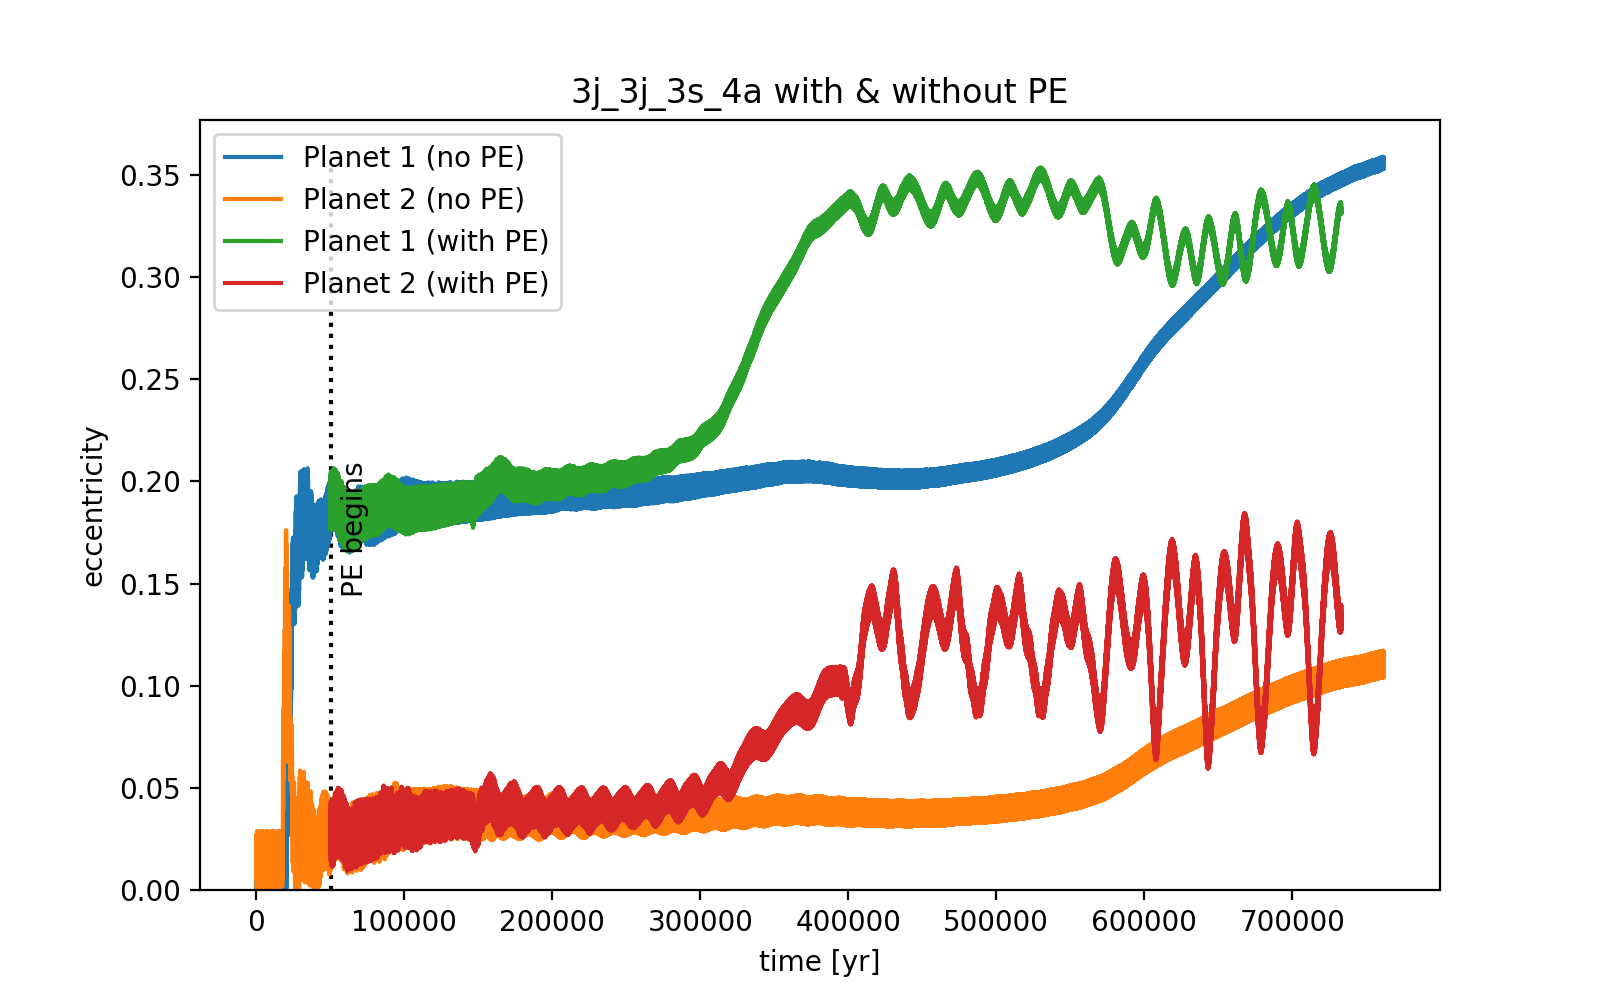 3j_3j_3s_4a with & without PE
Planet 1 (no PE)
Planet 2 (no PE)
Planet 1 (with PE)
Planet 2 (with PE)
0.35
0.30
0.25
0.20
0.15
0.10
0.05
0.00
eccentricity
PE begins
0
100000
200000
300000
400000
500000
600000
700000
time [yr]